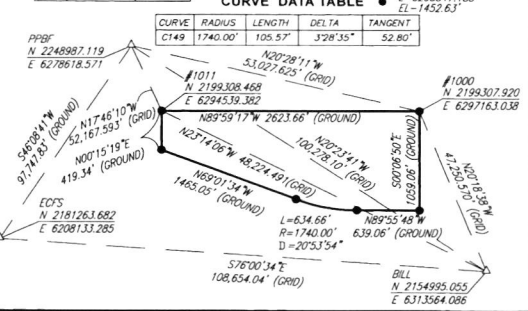 CURVE DATA TABLE
EL-1452.63'
CURVE RADIUS LENGTH DELTA TANGENT
C149 1740.00' 105.57' 3°28'35" 52.80'
PPBF
N 2248987.119
E 6278618.571
N20°28'11"W
53,027.625' (GRID)
#1011
N 2199308.468
E 6294539.382
#1000
N 2199307.920
E 6297163.038
N89°59'17"W 2623.66' (GROUND)
S46°08'41"W
97,747.83' (GROUND)
N17°46'10"W
52,167.593' (GRID)
N00°15'19"E
419.34' (GROUND)
N23°14'06"W
48,224.491 (GRID)
N20°23'41"W
100,278.10' (GRID)
S00°06'50"E
1059.06' (GROUND)
N20°18'38"W
47,250.570' (GRID)
N69°01'34"W
1465.05' (GROUND)
L=634.66'
R=1740.00'
D=20°53'54"
N89°55'48"W
639.06' (GROUND)
ECFS
N 2181263.682
E 6208133.285
S76°00'34"E
108,654.04' (GRID)
BILL
N 2154995.055
E 6313564.086